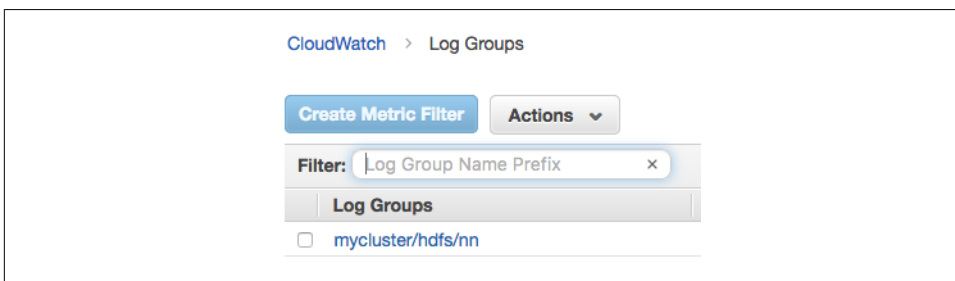 CloudWatch > Log Groups
Create Metric Filter Actions
Filter: Log Group Name Prefix ×
Log Groups
mycluster/hdfs/nn